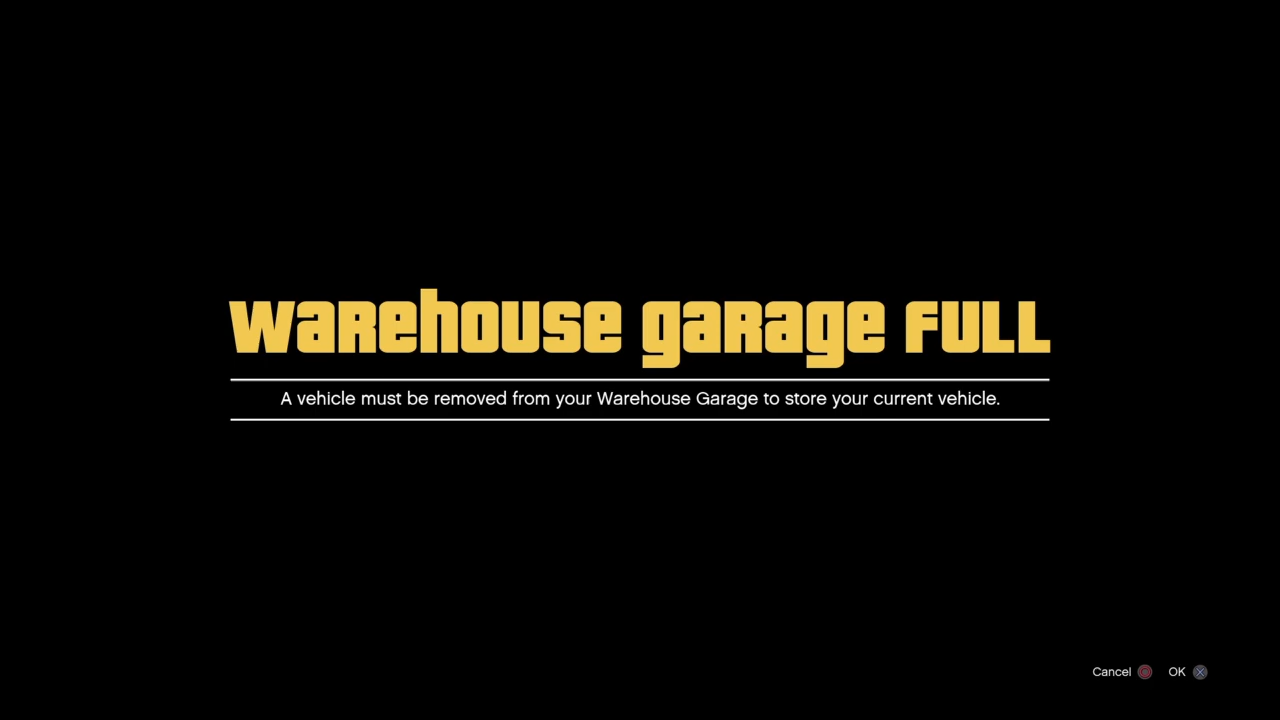 warehouse garage FULL
A vehicle must be removed from your Warehouse Garage to store your current vehicle.
Cancel OK